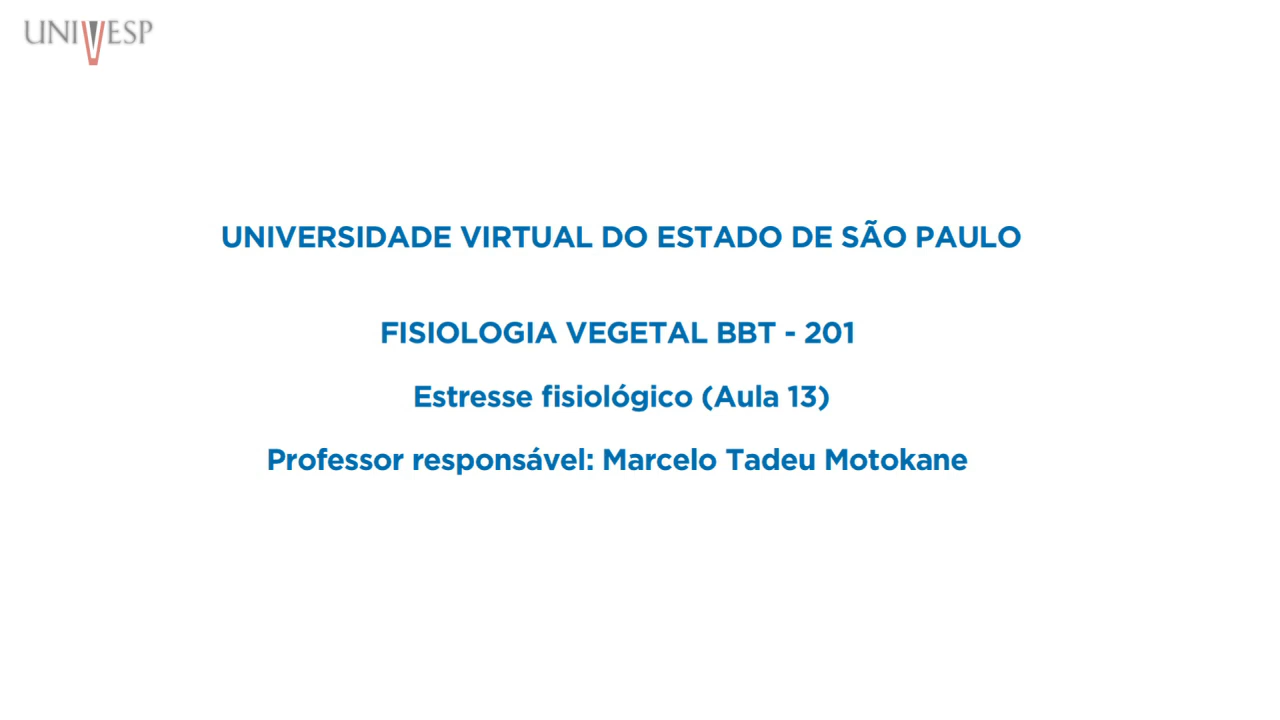 UNIVESP
UNIVERSIDADE VIRTUAL DO ESTADO DE SÃO PAULO
FISIOLOGIA VEGETAL BBT - 201
Estresse fisiológico (Aula 13)
Professor responsável: Marcelo Tadeu Motokane